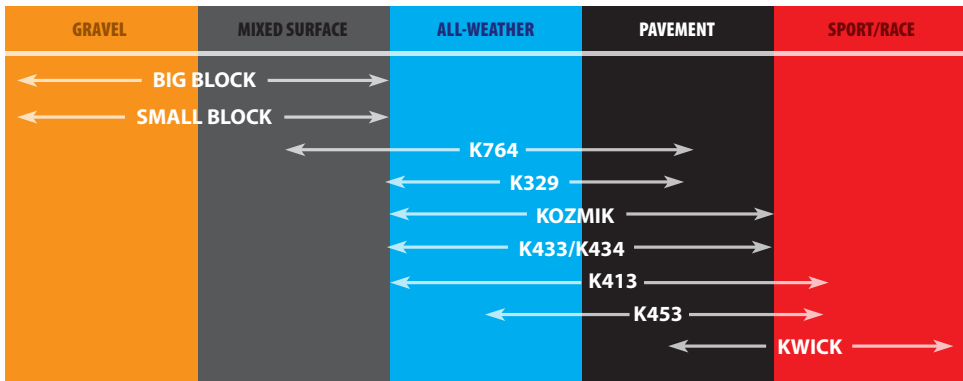 GRAVEL MIXED SURFACE ALL-WEATHER PAVEMENT SPORT/RACE
BIG BLOCK
SMALL BLOCK
K764
K329
KOZMIK
K433/K434
K413
K453
KWICK